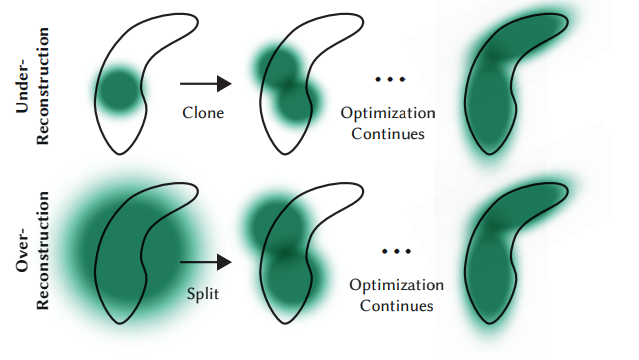 Under-
Reconstruction
Clone
...
Optimization
Continues
Over-
Reconstruction
Split
...
Optimization
Continues